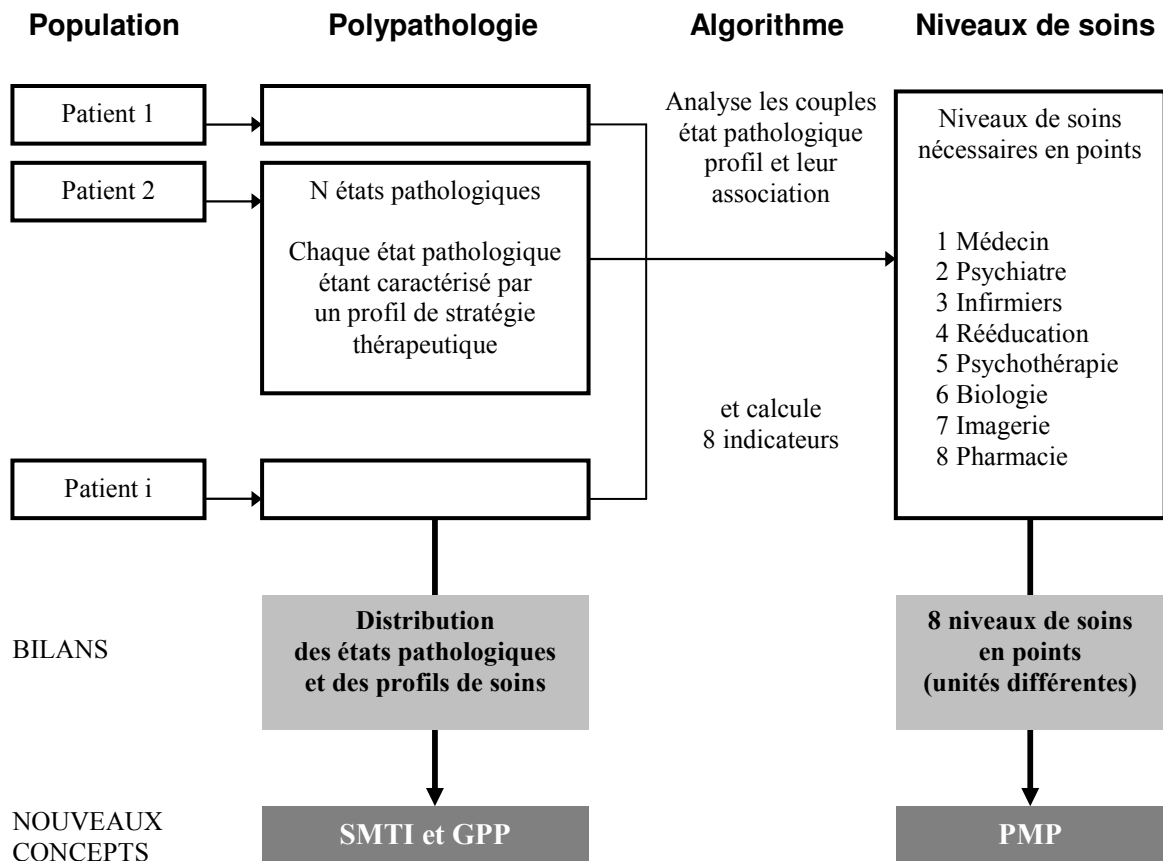 Population
Polypathologie
Algorithme
Niveaux de soins
Patient 1
Patient 2
N états pathologiques
Chaque état pathologique
étant caractérisé par
un profil de stratégie
thérapeutique
Patient i
Analyse les couples
état pathologique
profil et leur
association
et calcule
8 indicateurs
Niveaux de soins
nécessaires en points
1 Médecin
2 Psychiatre
3 Infirmiers
4 Rééducation
5 Psychothérapie
6 Biologie
7 Imagerie
8 Pharmacie
BILANS
Distribution
des états pathologiques
et des profils de soins
8 niveaux de soins
en points
(unités différentes)
NOUVEAUX
CONCEPTS
SMTI et GPP
PMP